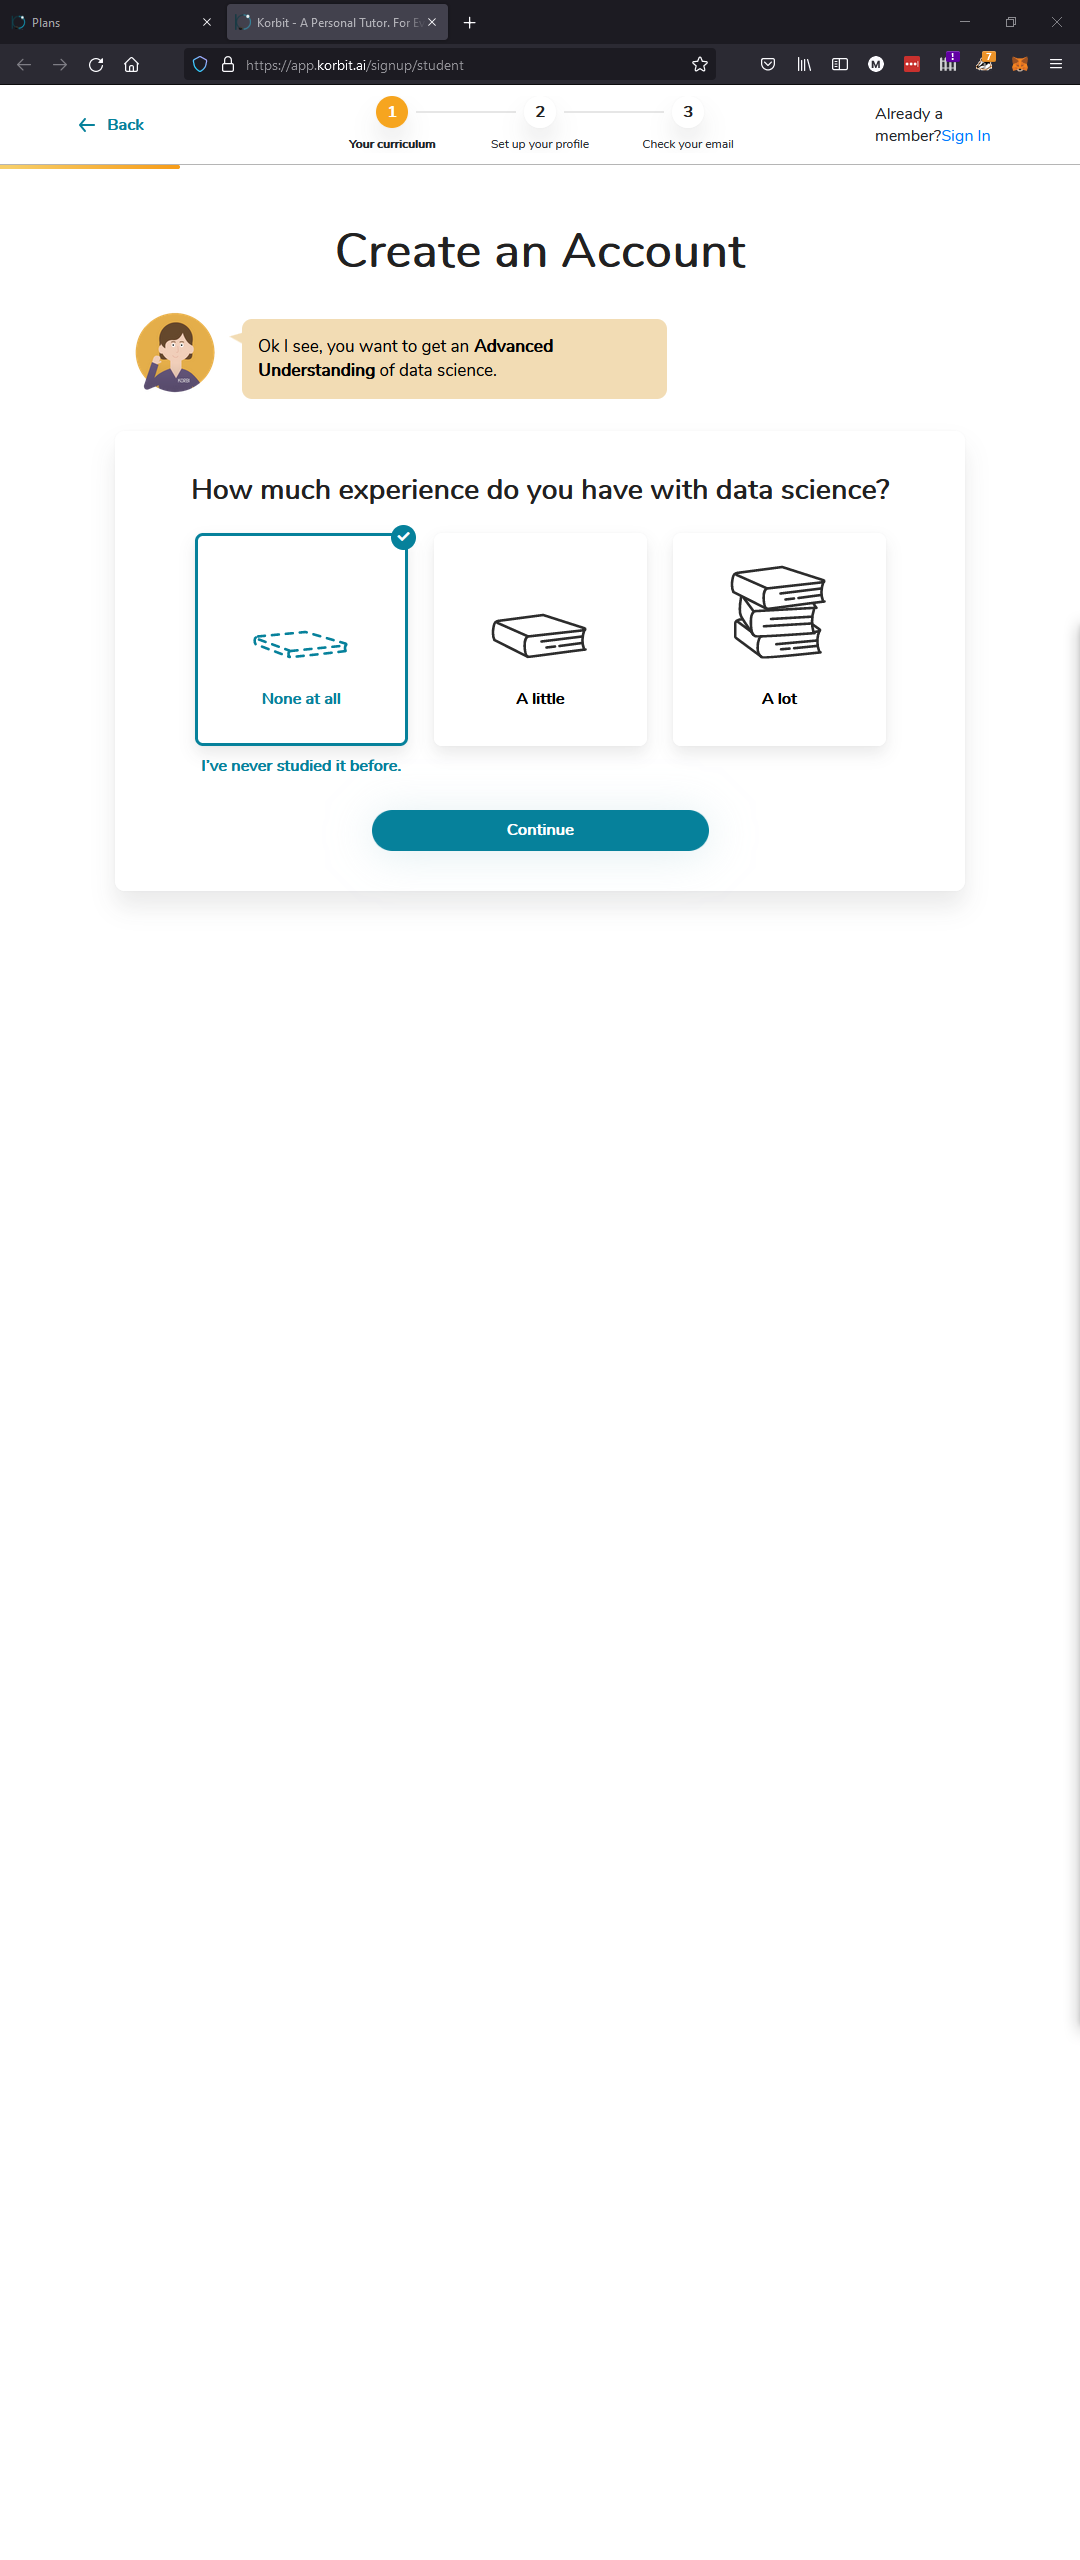 Plans
Korbit - A Personal Tutor. For E
https://app.korbit.ai/signup/student
M
!
7
Back
1
2
3
Your curriculum
Set up your profile
Check your email
Already a
member?Sign In
Create an Account
Ok I see, you want to get an Advanced
Understanding of data science.
How much experience do you have with data science?
None at all
A little
A lot
I've never studied it before.
Continue